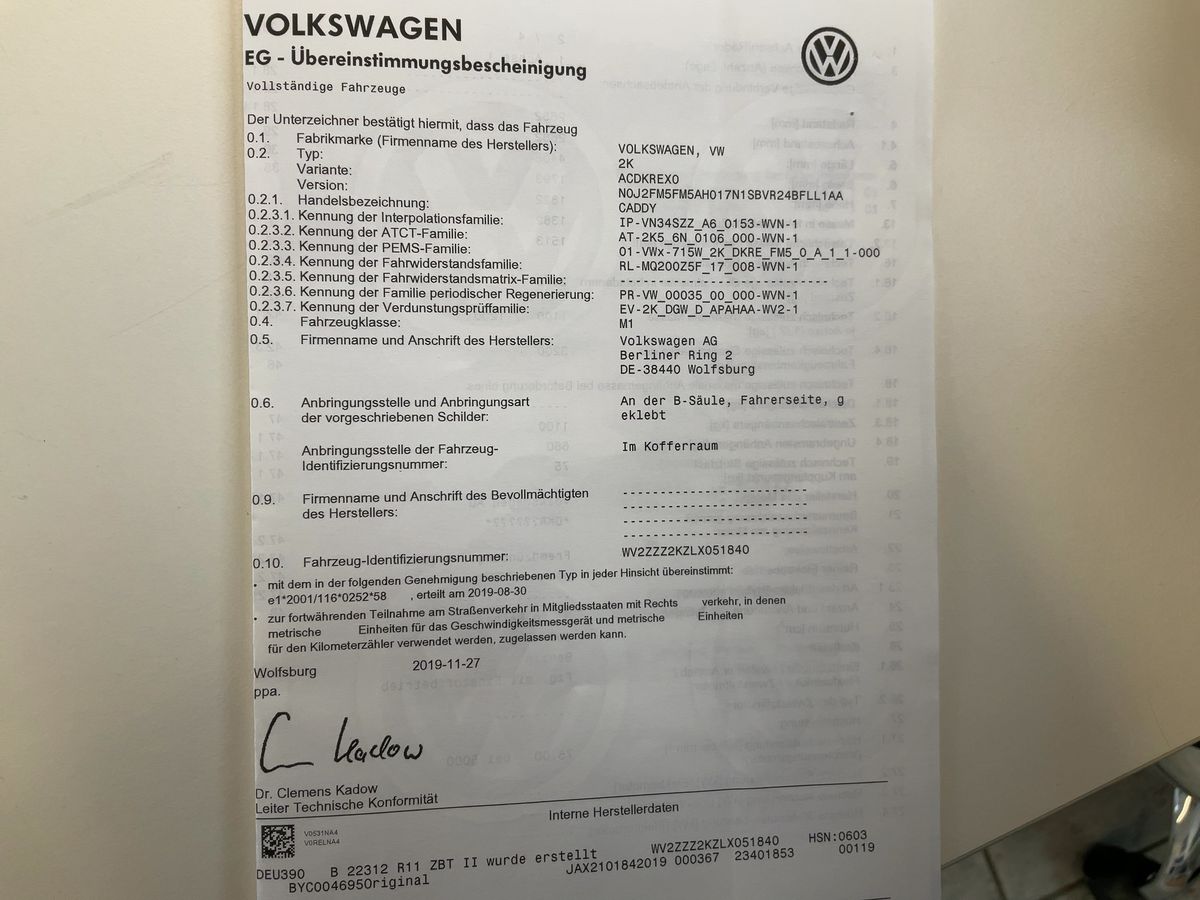 VOLKSWAGEN
EG - Übereinstimmungsbescheinigung
Vollständige Fahrzeuge
Der Unterzeichner bestätigt hiermit, dass das Fahrzeug
0.1. Fabrikmarke (Firmenname des Herstellers): VOLKSWAGEN, VW
0.2. Typ: 2K
Variante: ACDKREX0
Version: N0J2FM5FM5AH017N1SBVR24BFLL1AA
0.2.1. Handelsbezeichnung: CADDY
0.2.3.1. Kennung der Interpolationsfamilie: IP-VN34SZZ_A6_0153-WVN-1
0.2.3.2. Kennung der ATCT-Familie: AT-2K5_6N_0106_000-WVN-1
0.2.3.3. Kennung der PEMS-Familie: 01-VWx-715W_2K_DKRE_FM5_0_A_1_1-000
0.2.3.4. Kennung der Fahrwiderstandsfamilie: RL-MQ200Z5F_17_008-WVN-1
0.2.3.5. Kennung der Fahrwiderstandsmatrix-Familie: ---------------------------
0.2.3.6. Kennung der Familie periodischer Regenerierung: PR-VW_00035_00_000-WVN-1
0.2.3.7. Kennung der Verdunstungsprüffamilie: EV-2K_DGW_D_APAHAA-WV2-1
0.4. Fahrzeugklasse: M1
0.5. Firmenname und Anschrift des Herstellers: Volkswagen AG
Berliner Ring 2
DE-38440 Wolfsburg
0.6. Anbringungsstelle und Anbringungsart An der B-Säule, Fahrerseite, g
der vorgeschriebenen Schilder: eklebt
Anbringungsstelle der Fahrzeug- Im Kofferraum
Identifizierungsnummer:
0.9. Firmenname und Anschrift des Bevollmächtigten ------------------------
des Herstellers: ------------------------
------------------------
------------------------
0.10. Fahrzeug-Identifizierungsnummer: WV2ZZZ2KZLX051840
• mit dem in der folgenden Genehmigung beschriebenen Typ in jeder Hinsicht übereinstimmt:
e1*2001/116*0252*58 , erteilt am 2019-08-30
• zur fortwährenden Teilnahme am Straßenverkehr in Mitgliedsstaaten mit Rechts verkehr, in denen
metrische Einheiten für das Geschwindigkeitsmessgerät und metrische Einheiten
für den Kilometerzähler verwendet werden, zugelassen werden kann.
Wolfsburg 2019-11-27
ppa.
C Kadow
Dr. Clemens Kadow
Leiter Technische Konformität
Interne Herstellerdaten
V0531NA4
V0RELNA4
DEU390 B 22312 R11 ZBT II wurde erstellt WV2ZZZ2KZLX051840 HSN:0603
BYC004695Original JAX2101842019 000367 23401853 00119